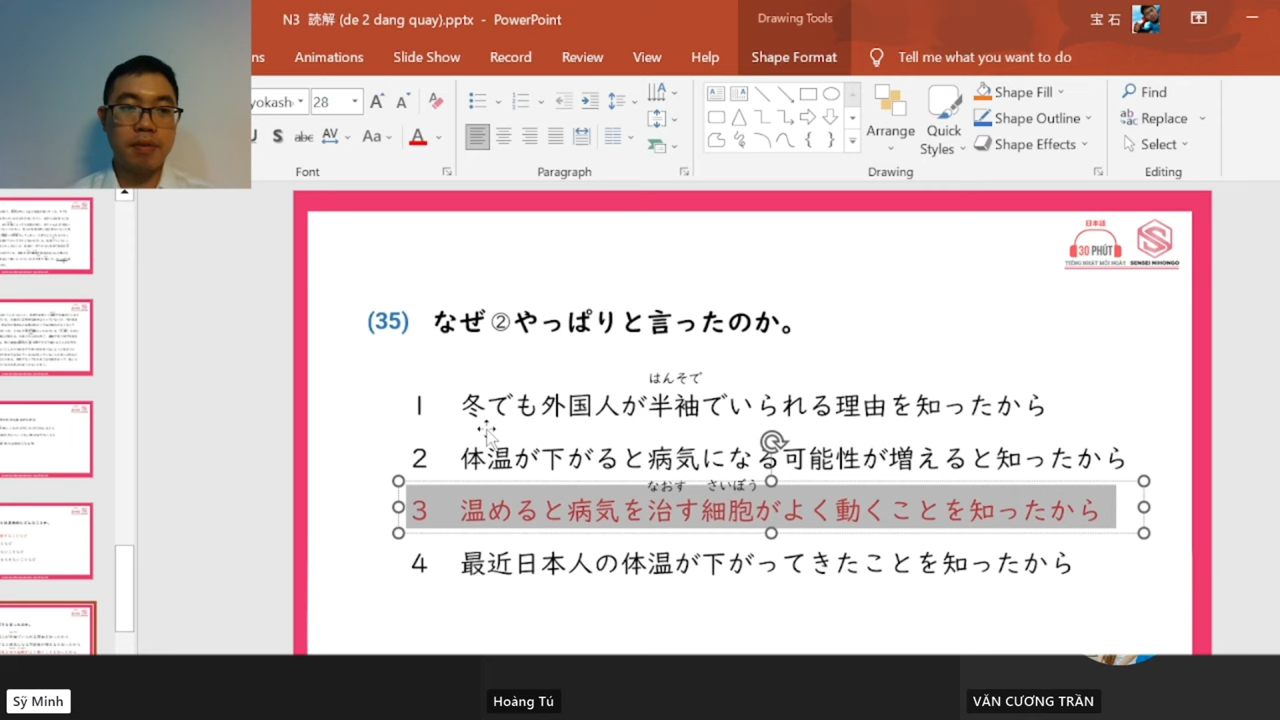 N3 読解 (de 2 dang quay).pptx - PowerPoint
Drawing Tools
宝 石
ns
Animations
Slide Show
Record
Review
View
Help
Shape Format
Tell me what you want to do
yokash
28
Aa
Arrange
Quick Styles
Shape Fill
Shape Outline
Shape Effects
Find
Replace
Select
Font
Paragraph
Drawing
Editing
日本語
30 PHÚT
TIẾNG NHẬT MỖI NGÀY
SENSEI NIHONGO
(35) なぜ②やっぱりと言ったのか。
はんそで
1 冬でも外国人が半袖でいられる理由を知ったから
2 体温が下がると病気になる可能性が増えると知ったから
なおす さいぼう
3 温めると病気を治す細胞がよく動くことを知ったから
4 最近日本人の体温が下がってきたことを知ったから
Sỹ Minh
Hoàng Tú
VĂN CƯƠNG TRẦN